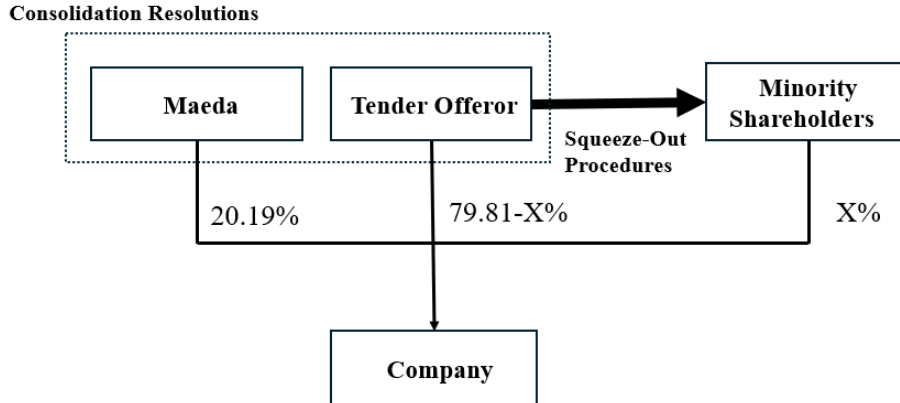 Consolidation Resolutions
Maeda
Tender Offeror
Minority
Shareholders
Squeeze-Out
Procedures
20.19%
79.81-X%
X%
Company